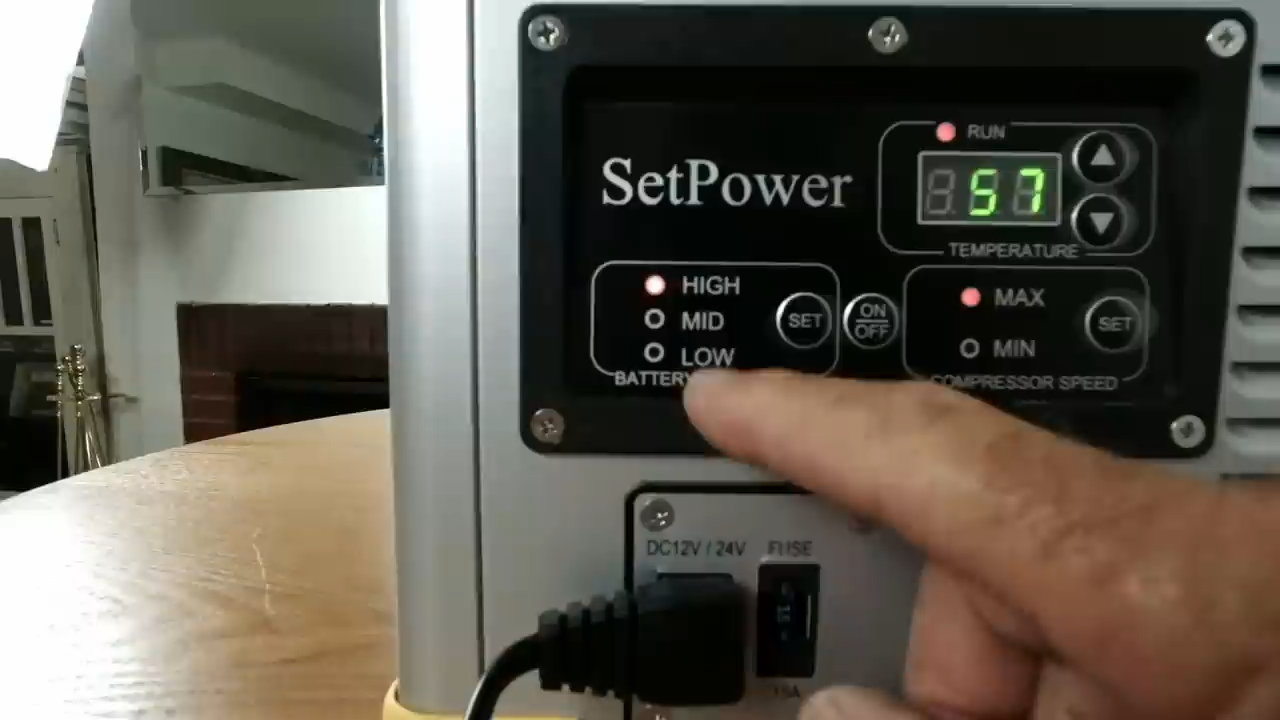 RUN
SetPower
57
TEMPERATURE
HIGH
MID
LOW
SET
ON
OFF
MAX
MIN
SET
BATTERY
COMPRESSOR SPEED
DC12V / 24V
FUSE
15A